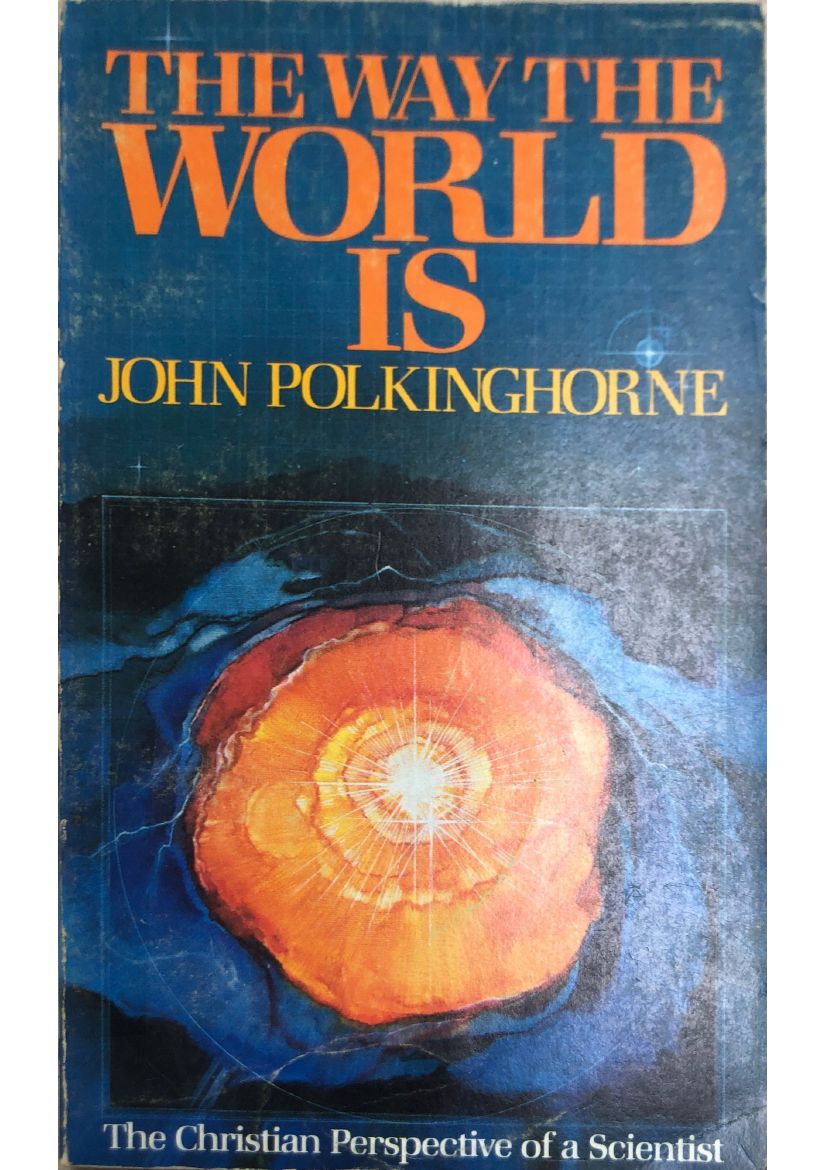 THE WAY THE
WORLD
IS
JOHN POLKINGHORNE
The Christian Perspective of a Scientist